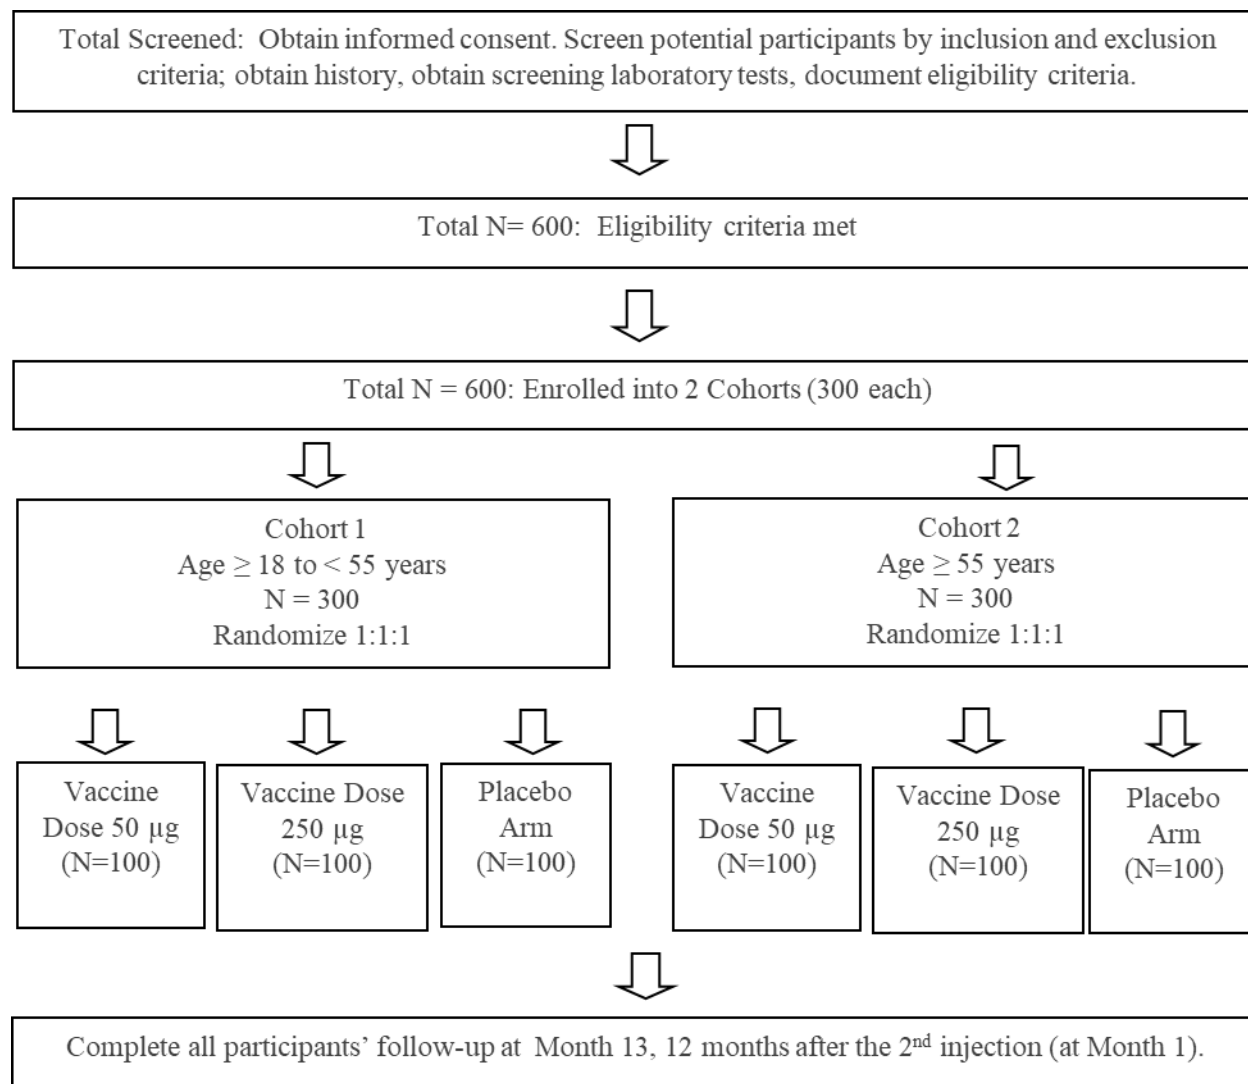 Total Screened: Obtain informed consent. Screen potential participants by inclusion and exclusion
criteria; obtain history, obtain screening laboratory tests, document eligibility criteria.
Total N= 600: Eligibility criteria met
Total N = 600: Enrolled into 2 Cohorts (300 each)
Cohort 1
Age ≥ 18 to < 55 years
N = 300
Randomize 1:1:1
Cohort 2
Age ≥ 55 years
N = 300
Randomize 1:1:1
Vaccine
Dose 50 µg
(N=100)
Vaccine Dose
250 µg
(N=100)
Placebo
Arm
(N=100)
Vaccine
Dose 50 µg
(N=100)
Vaccine Dose
250 µg
(N=100)
Placebo
Arm
(N=100)
Complete all participants’ follow-up at Month 13, 12 months after the 2nd injection (at Month 1).